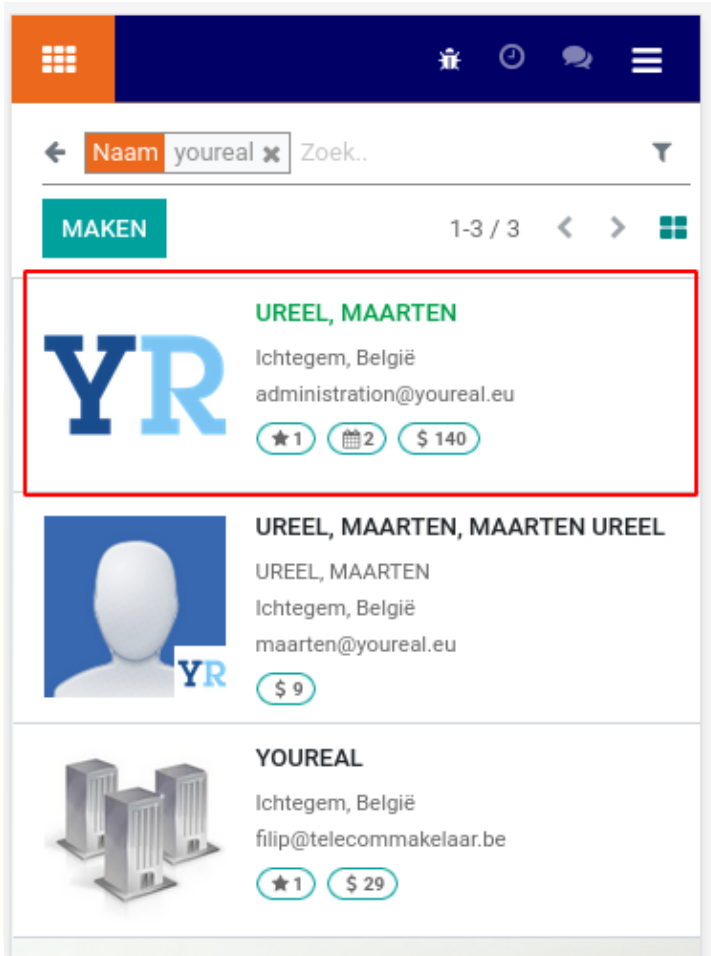 Naam youreal × Zoek..
MAKEN 1-3 / 3
UREEL, MAARTEN
Ichtegem, België
administration@youreal.eu
1 2 $ 140
YR
UREEL, MAARTEN, MAARTEN UREEL
UREEL, MAARTEN
Ichtegem, België
maarten@youreal.eu
YR
$ 9
YOUREAL
Ichtegem, België
filip@telecommakelaar.be
1 $ 29